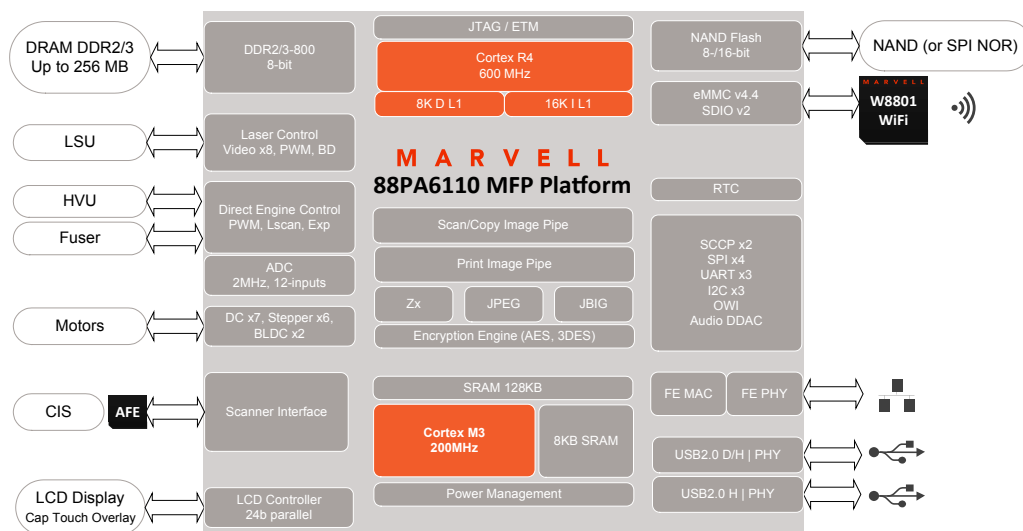 DRAM DDR2/3
Up to 256 MB
LSU
HVU
Fuser
Motors
CIS
AFE
LCD Display
Cap Touch Overlay
DDR2/3-800
8-bit
Laser Control
Video x8, PWM, BD
Direct Engine Control
PWM, Lscan, Exp
ADC
2MHz, 12-inputs
DC x7, Stepper x6,
BLDC x2
Scanner Interface
LCD Controller
24b parallel
JTAG / ETM
Cortex R4
600 MHz
8K D L1
16K I L1
MARVELL
88PA6110 MFP Platform
Scan/Copy Image Pipe
Print Image Pipe
Zx
JPEG
JBIG
Encryption Engine (AES, 3DES)
SRAM 128KB
Cortex M3
200MHz
8KB SRAM
Power Management
NAND Flash
8-/16-bit
eMMC v4.4
SDIO v2
RTC
SCCP x2
SPI x4
UART x3
I2C x3
OWI
Audio DDAC
FE MAC
FE PHY
USB2.0 D/H | PHY
USB2.0 H | PHY
NAND (or SPI NOR)
MARVELL
W8801
WiFi